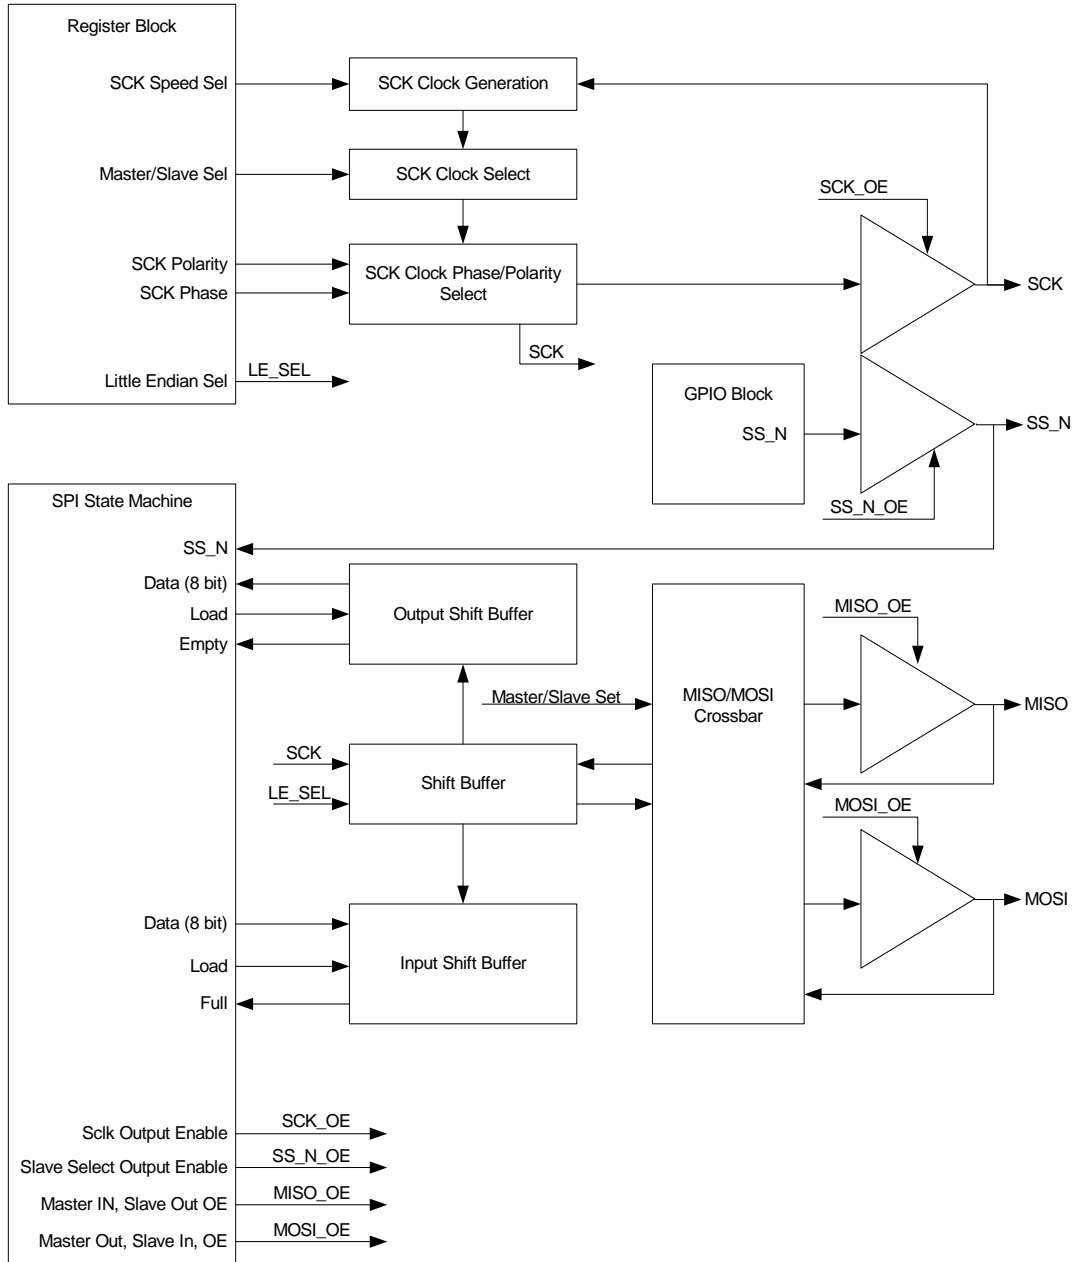 Register Block
SCK Speed Sel
SCK Clock Generation
Master/Slave Sel
SCK Clock Select
SCK_OE
SCK Polarity
SCK Phase
SCK Clock Phase/Polarity
Select
SCK
SCK
Little Endian Sel
LE_SEL
GPIO Block
SS_N
SS_N
SS_N_OE
SPI State Machine
SS_N
Data (8 bit)
Load
Empty
Output Shift Buffer
MISO_OE
Master/Slave Set
MISO/MOSI
Crossbar
MISO
SCK
LE_SEL
Shift Buffer
MOSI_OE
MOSI
Data (8 bit)
Load
Full
Input Shift Buffer
Sclk Output Enable
SCK_OE
Slave Select Output Enable
SS_N_OE
Master IN, Slave Out OE
MISO_OE
Master Out, Slave In, OE
MOSI_OE